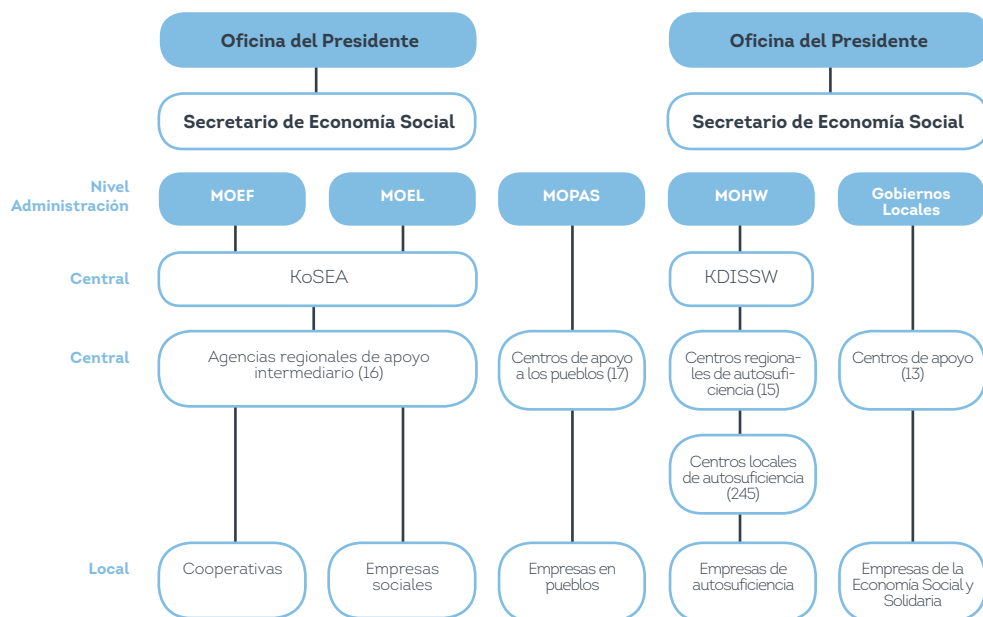 Oficina del Presidente
Oficina del Presidente
Secretario de Economía Social
Secretario de Economía Social
Nivel
Administración
MOEF
MOEL
MOPAS
MOHW
Gobiernos
Locales
Central
KoSEA
KDISSW
Central
Agencias regionales de apoyo
intermediario (16)
Centros de apoyo
a los pueblos (17)
Centros regiona-
les de autosufi-
ciencia (15)
Centros de apoyo
(13)
Centros locales
de autosuficiencia
(245)
Local
Cooperativas
Empresas
sociales
Empresas en
pueblos
Empresas de
autosuficiencia
Empresas de la
Economía Social y
Solidaria